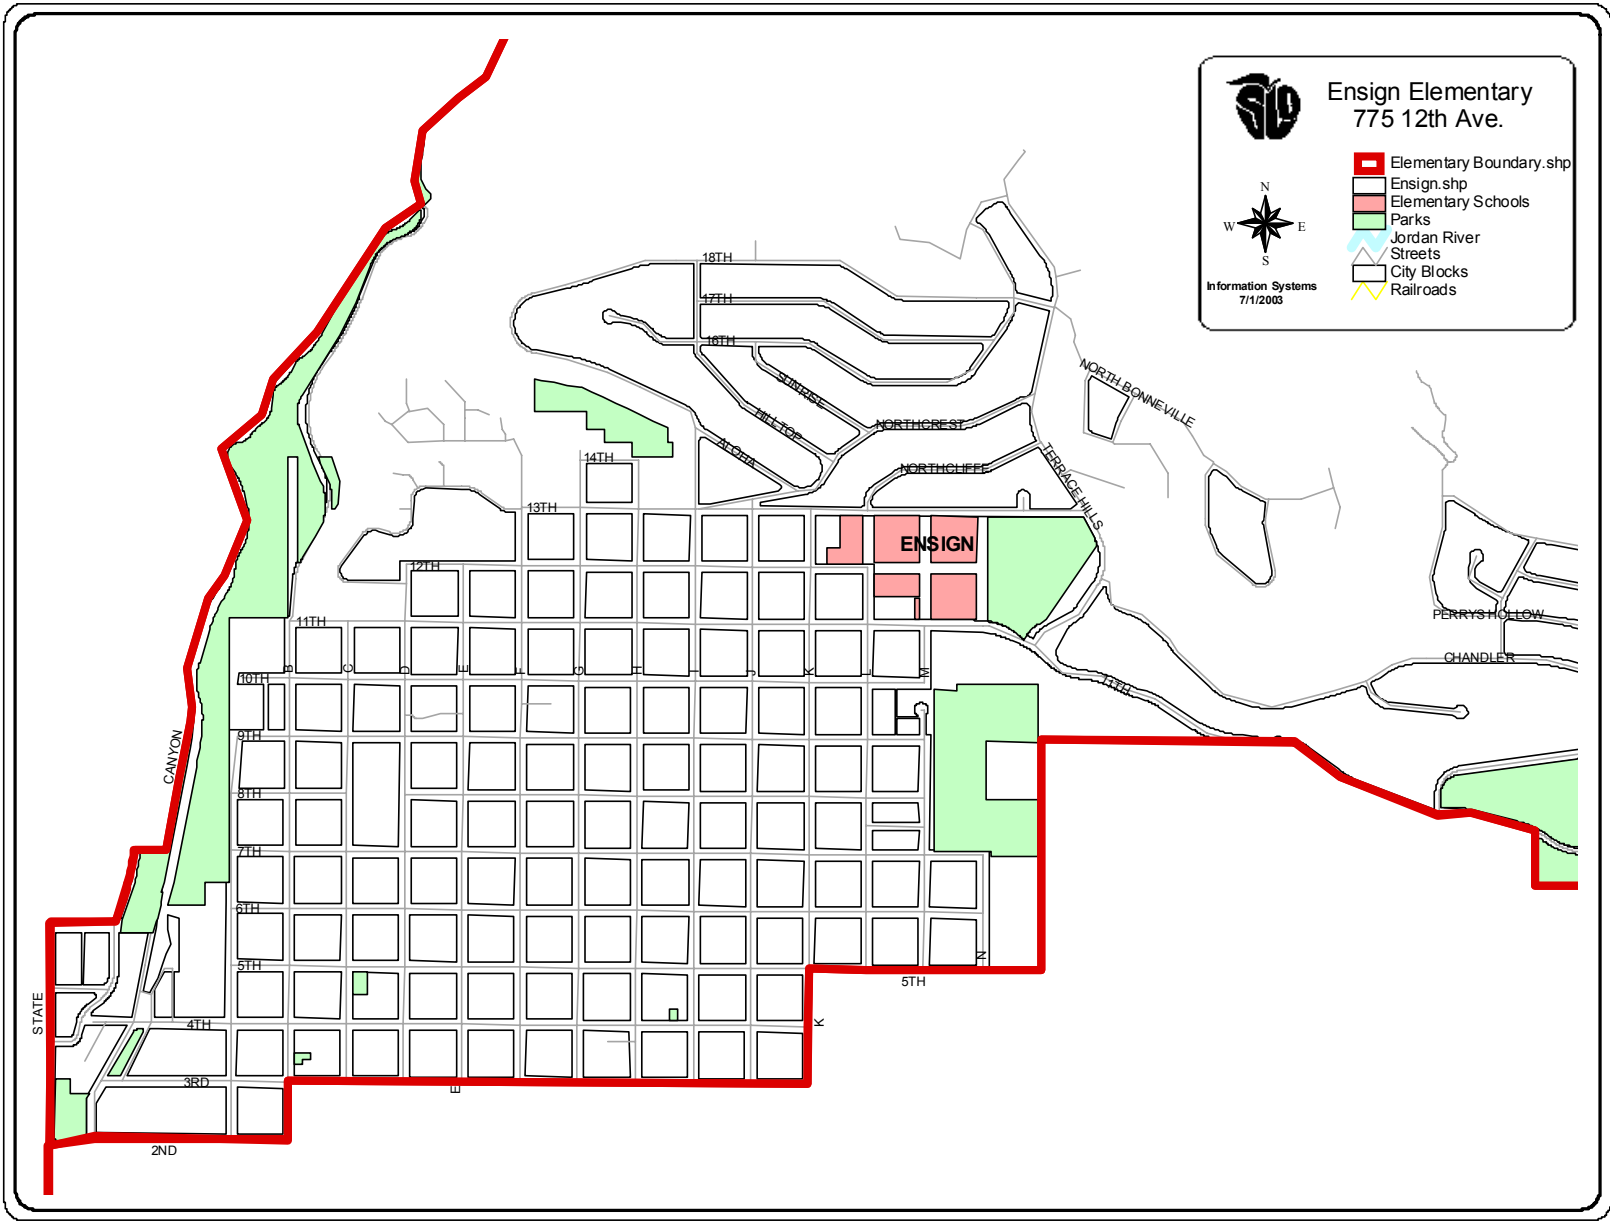 SLC
Ensign Elementary
775 12th Ave.
Elementary Boundary.shp
Ensign.shp
Elementary Schools
Parks
Jordan River
Streets
City Blocks
Railroads
N
W
E
S
Information Systems
7/1/2003
18TH
17TH
16TH
SUNRISE
HILLTOP
ALOHA
NORTHCREST
NORTHCLIFFE
NORTH BONNEVILLE
TERRACE HILLS
14TH
13TH
ENSIGN
12TH
11TH
PERRYS HOLLOW
CHANDLER
B
C
D
E
F
G
H
I
J
K
L
M
10TH
11TH
9TH
CANYON
8TH
7TH
6TH
5TH
N
5TH
STATE
4TH
K
3RD
E
2ND